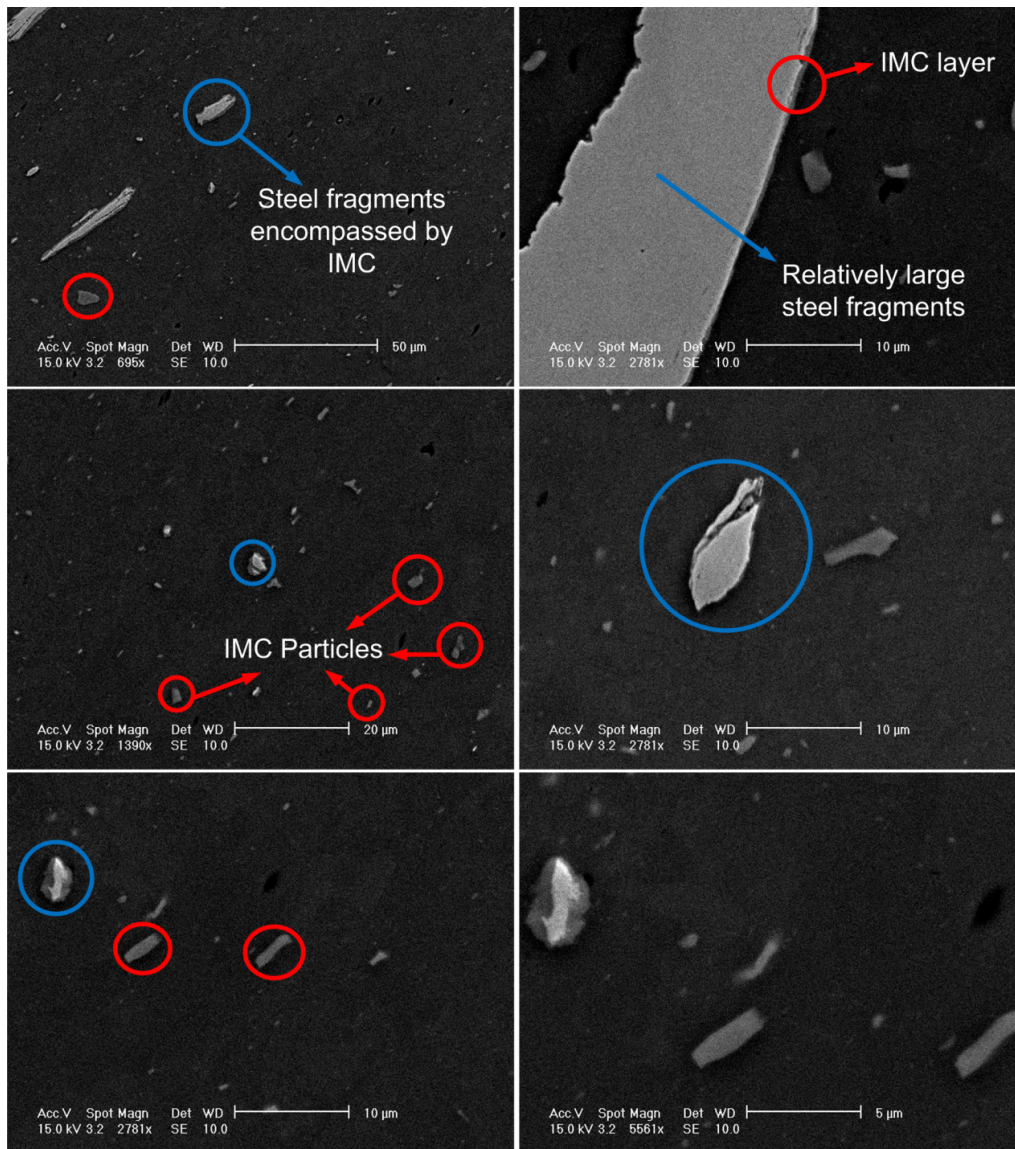 Steel fragments
encompassed by
IMC
Acc.V Spot Magn Det WD 50 µm
15.0 kV 3.2 695x SE 10.0
IMC layer
Relatively large
steel fragments
Acc.V Spot Magn Det WD 10 µm
15.0 kV 3.2 2781x SE 10.0
IMC Particles
Acc.V Spot Magn Det WD 20 µm
15.0 kV 3.2 1390x SE 10.0
Acc.V Spot Magn Det WD 10 µm
15.0 kV 3.2 2781x SE 10.0
Acc.V Spot Magn Det WD 10 µm
15.0 kV 3.2 2781x SE 10.0
Acc.V Spot Magn Det WD 5 µm
15.0 kV 3.2 5561x SE 10.0